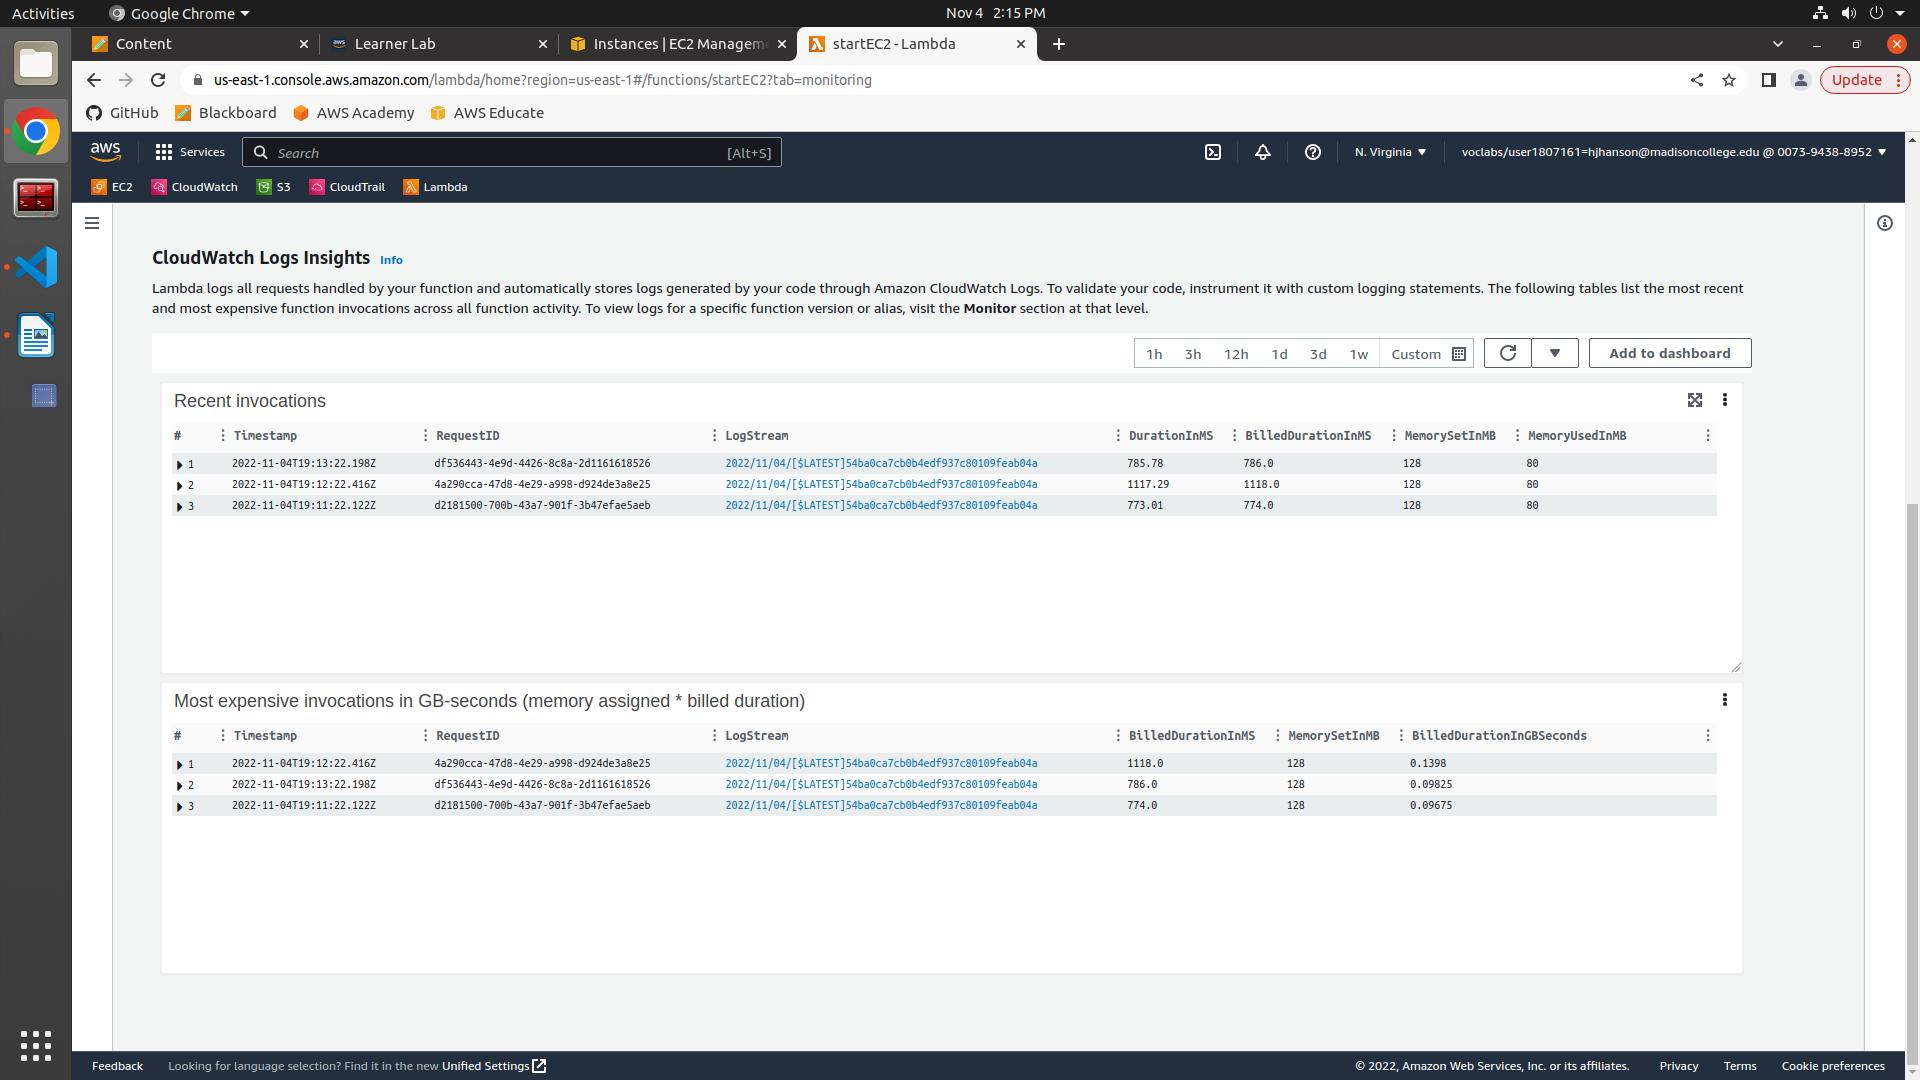 Activities Google Chrome Nov 4 2:15 PM
Content Learner Lab Instances | EC2 Managem startEC2 - Lambda
us-east-1.console.aws.amazon.com/lambda/home?region=us-east-1#/functions/startEC2?tab=monitoring Update
GitHub Blackboard AWS Academy AWS Educate
aws Services Search [Alt+S] N. Virginia voclabs/user1807161=hjhanson@madisoncollege.edu @ 0073-9438-8952
EC2 CloudWatch S3 CloudTrail Lambda
CloudWatch Logs Insights Info
Lambda logs all requests handled by your function and automatically stores logs generated by your code through Amazon CloudWatch Logs. To validate your code, instrument it with custom logging statements. The following tables list the most recent
and most expensive function invocations across all function activity. To view logs for a specific function version or alias, visit the Monitor section at that level.
1h 3h 12h 1d 3d 1w Custom Add to dashboard
Recent invocations
# Timestamp RequestID LogStream DurationInMS BilledDurationInMS MemorySetInMB MemoryUsedInMB
1 2022-11-04T19:13:22.198Z df536443-4e9d-4426-8c8a-2d1161618526 2022/11/04/[$LATEST]54ba0ca7cb0b4edf937c80109feab04a 785.78 786.0 128 80
2 2022-11-04T19:12:22.416Z 4a290cca-47d8-4e29-a998-d924de3a8e25 2022/11/04/[$LATEST]54ba0ca7cb0b4edf937c80109feab04a 1117.29 1118.0 128 80
3 2022-11-04T19:11:22.122Z d2181500-700b-43a7-901f-3b47efae5aeb 2022/11/04/[$LATEST]54ba0ca7cb0b4edf937c80109feab04a 773.01 774.0 128 80
Most expensive invocations in GB-seconds (memory assigned * billed duration)
# Timestamp RequestID LogStream BilledDurationInMS MemorySetInMB BilledDurationInGBSeconds
1 2022-11-04T19:12:22.416Z 4a290cca-47d8-4e29-a998-d924de3a8e25 2022/11/04/[$LATEST]54ba0ca7cb0b4edf937c80109feab04a 1118.0 128 0.1398
2 2022-11-04T19:13:22.198Z df536443-4e9d-4426-8c8a-2d1161618526 2022/11/04/[$LATEST]54ba0ca7cb0b4edf937c80109feab04a 786.0 128 0.09825
3 2022-11-04T19:11:22.122Z d2181500-700b-43a7-901f-3b47efae5aeb 2022/11/04/[$LATEST]54ba0ca7cb0b4edf937c80109feab04a 774.0 128 0.09675
Feedback Looking for language selection? Find it in the new Unified Settings © 2022, Amazon Web Services, Inc. or its affiliates. Privacy Terms Cookie preferences